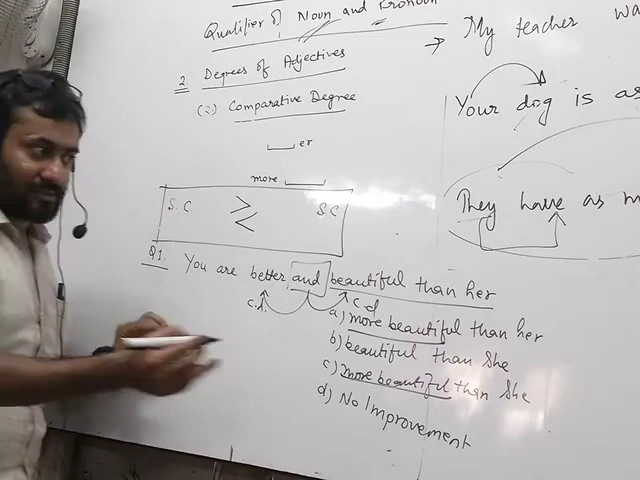 Qualifier of Noun and Pronoun
2 Degrees of Adjectives
(2) Comparative Degree
er
more
S.C > < S.C
Q1. You are better and beautiful than her
C.d. C.d
a) more beautiful than her
b) beautiful than She
c) more beautiful than She
d) No Improvement
→ My teacher wa
Your dog is as
They have as m